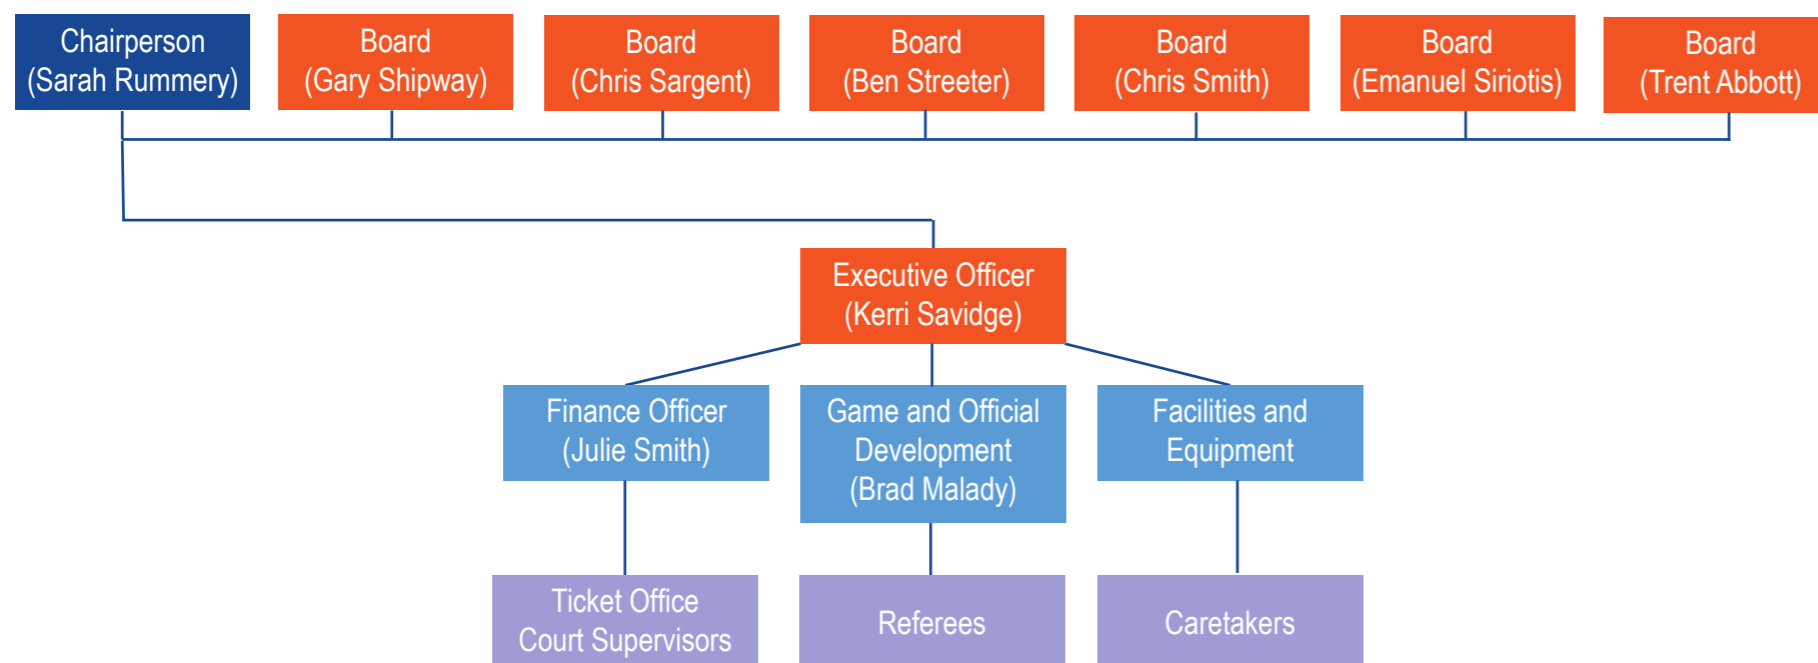 Chairperson
(Sarah Rummery)
Board
(Gary Shipway)
Board
(Chris Sargent)
Board
(Ben Streeter)
Board
(Chris Smith)
Board
(Emanuel Siriotis)
Board
(Trent Abbott)
Executive Officer
(Kerri Savidge)
Finance Officer
(Julie Smith)
Game and Official
Development
(Brad Malady)
Facilities and
Equipment
Ticket Office
Court Supervisors
Referees
Caretakers